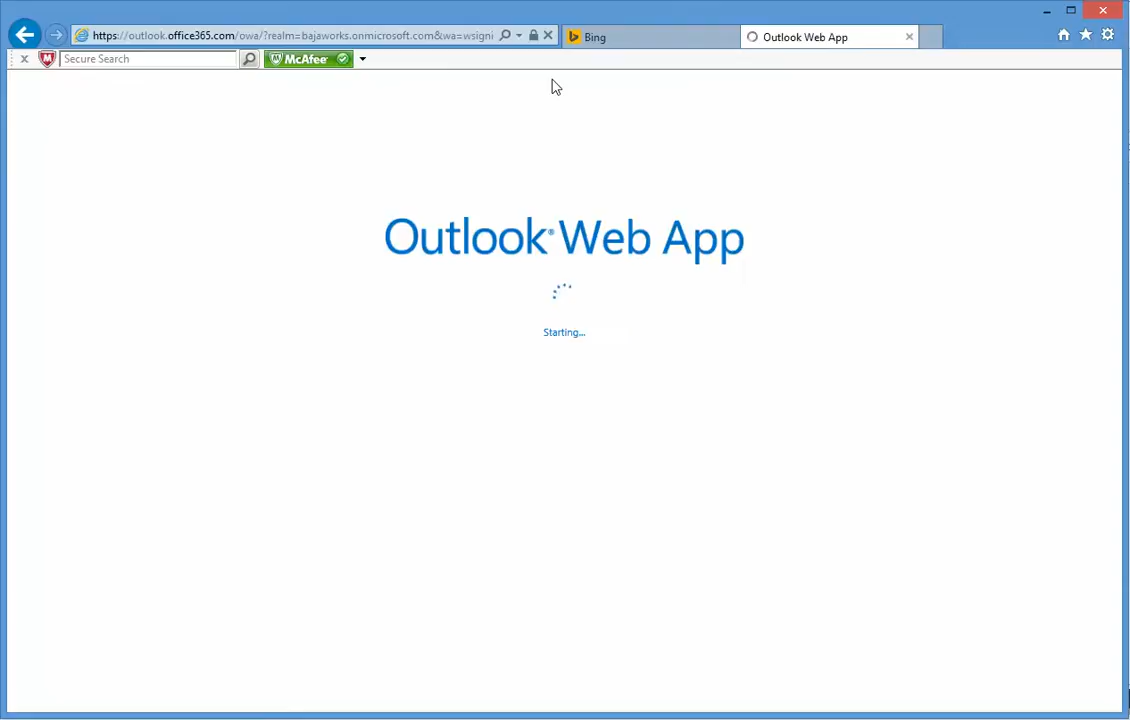 https://outlook.office365.com/owa/?realm=bajaworks.onmicrosoft.com&wa=wsigni
Bing
Outlook Web App
Secure Search
McAfee®
Outlook® Web App
Starting...